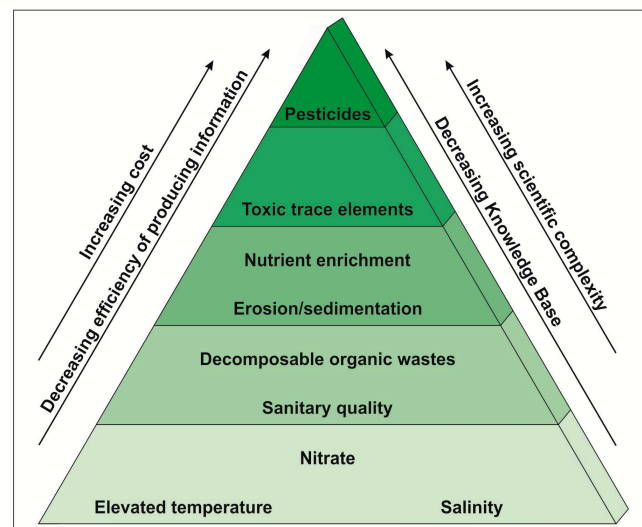 Pesticides
Toxic trace elements
Nutrient enrichment
Erosion/sedimentation
Decomposable organic wastes
Sanitary quality
Nitrate
Elevated temperature
Salinity
Increasing cost
Decreasing efficiency of producing information
Decreasing Knowledge Base
Increasing scientific complexity